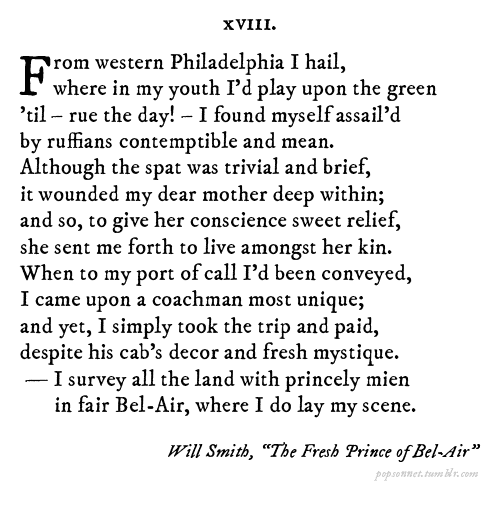 XVIII.
From western Philadelphia I hail,
where in my youth I’d play upon the green
’til – rue the day! – I found myself assail’d
by ruffians contemptible and mean.
Although the spat was trivial and brief,
it wounded my dear mother deep within;
and so, to give her conscience sweet relief,
she sent me forth to live amongst her kin.
When to my port of call I’d been conveyed,
I came upon a coachman most unique;
and yet, I simply took the trip and paid,
despite his cab’s decor and fresh mystique.
— I survey all the land with princely mien
in fair Bel-Air, where I do lay my scene.
Will Smith, “The Fresh Prince of Bel-Air”
popsonnet.tumblr.com